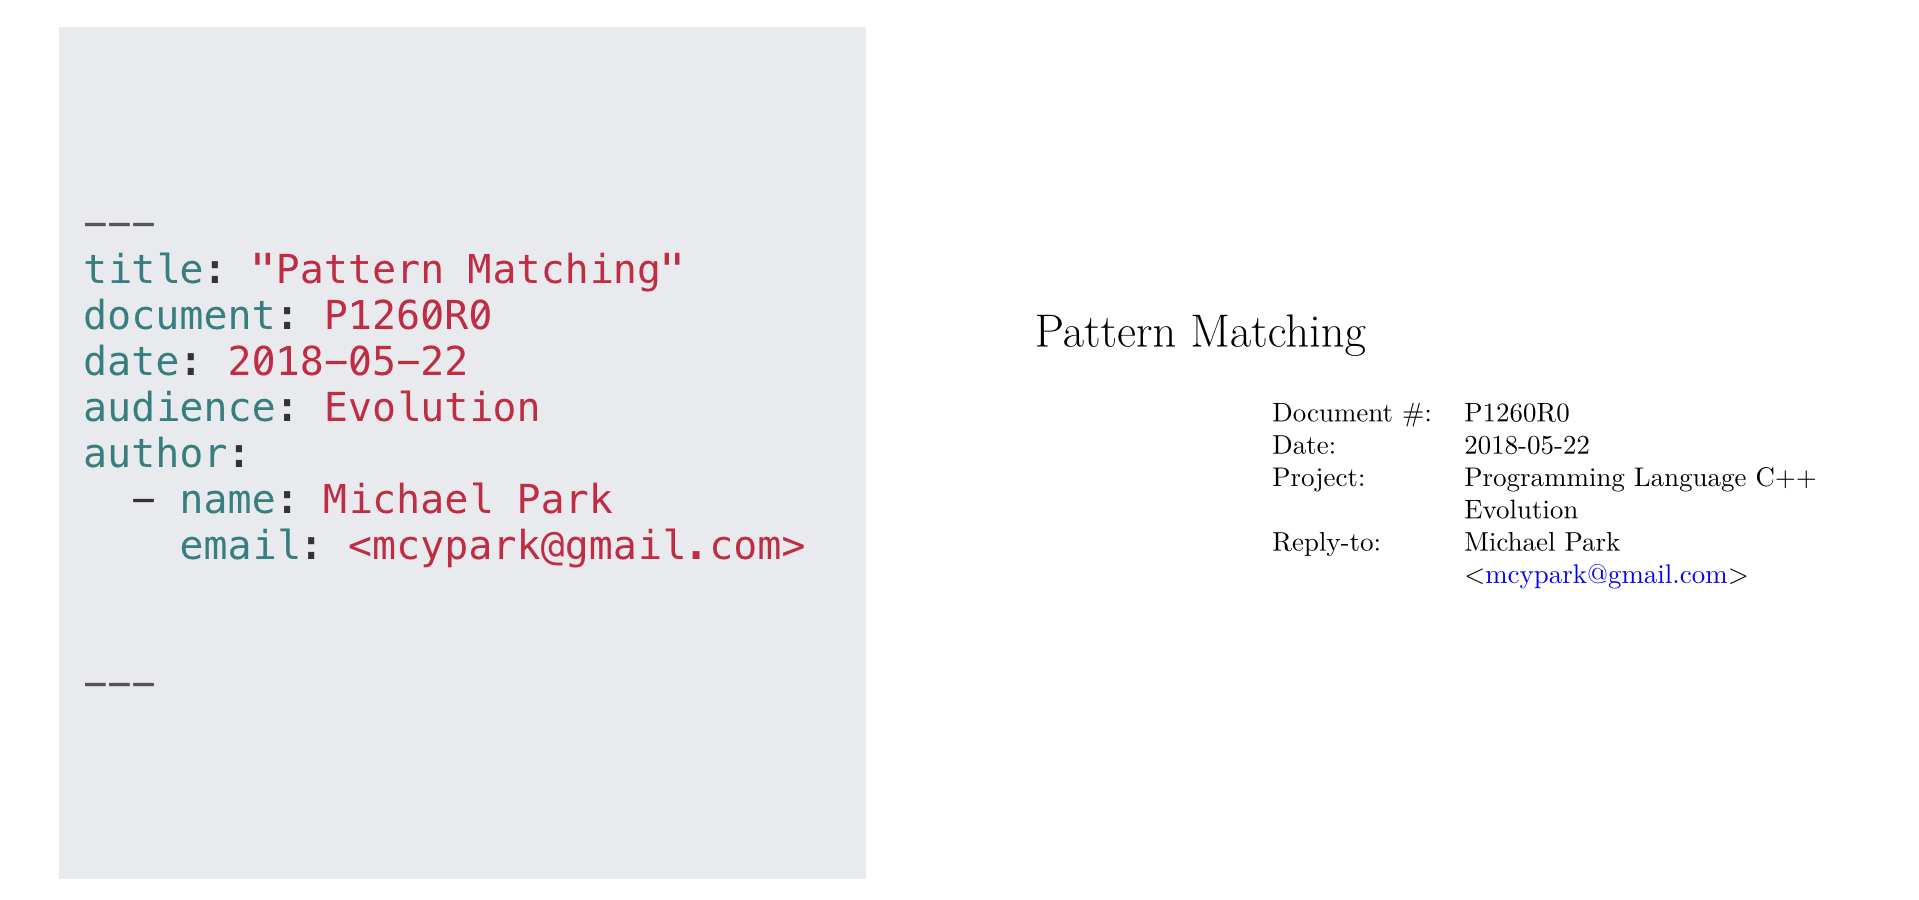 ---
title: "Pattern Matching"
document: P1260R0
date: 2018-05-22
audience: Evolution
author:
  - name: Michael Park
    email: <mcypark@gmail.com>
---
Pattern Matching
Document #: P1260R0
Date: 2018-05-22
Project: Programming Language C++
Evolution
Reply-to: Michael Park
<mcypark@gmail.com>